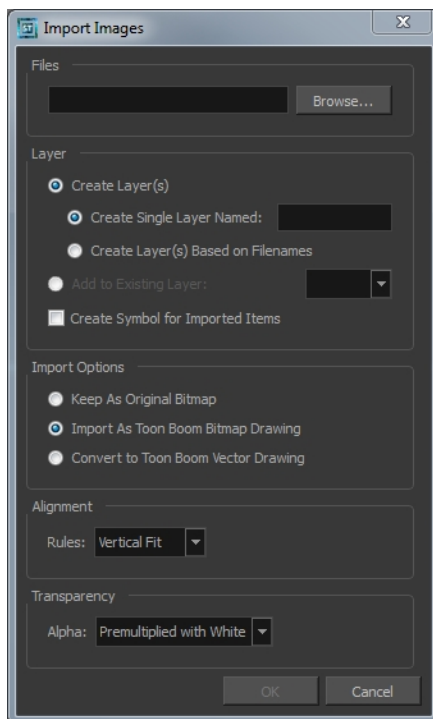 Import Images
Files
Browse...
Layer
Create Layer(s)
Create Single Layer Named:
Create Layer(s) Based on Filenames
Add to Existing Layer:
Create Symbol for Imported Items
Import Options
Keep As Original Bitmap
Import As Toon Boom Bitmap Drawing
Convert to Toon Boom Vector Drawing
Alignment
Rules: Vertical Fit
Transparency
Alpha: Premultiplied with White
OK Cancel